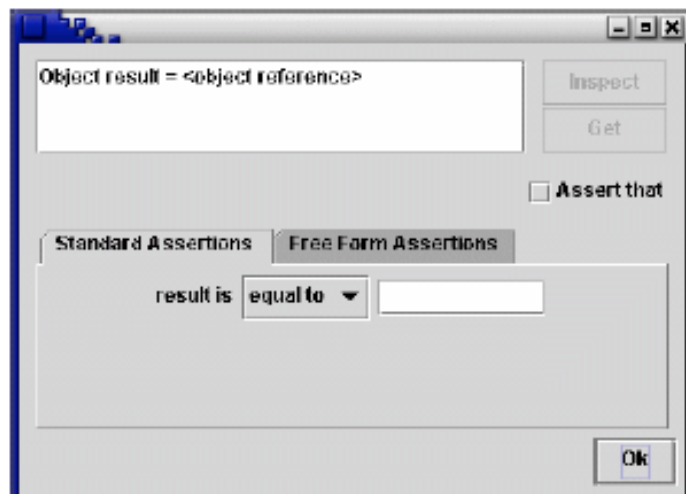 Object result = <object reference>
Inspect
Get
Assert that
Standard Assertions
Free Form Assertions
result is equal to
Ok